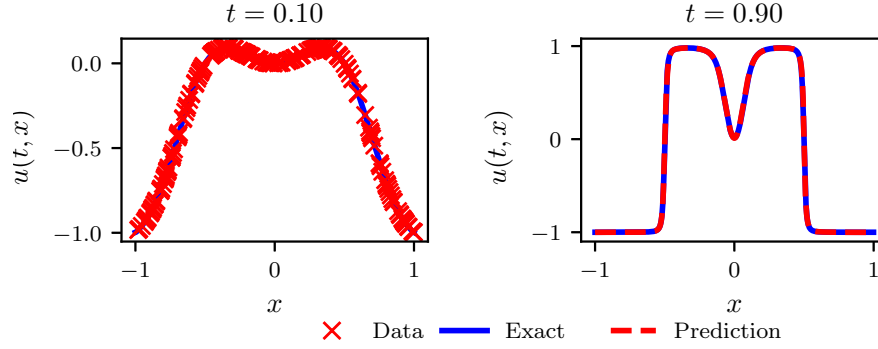 t = 0.10
t = 0.90
0.0
−0.5
−1.0
u(t, x)
−1
0
1
x
1
0
−1
u(t, x)
−1
0
1
x
Data
Exact
Prediction